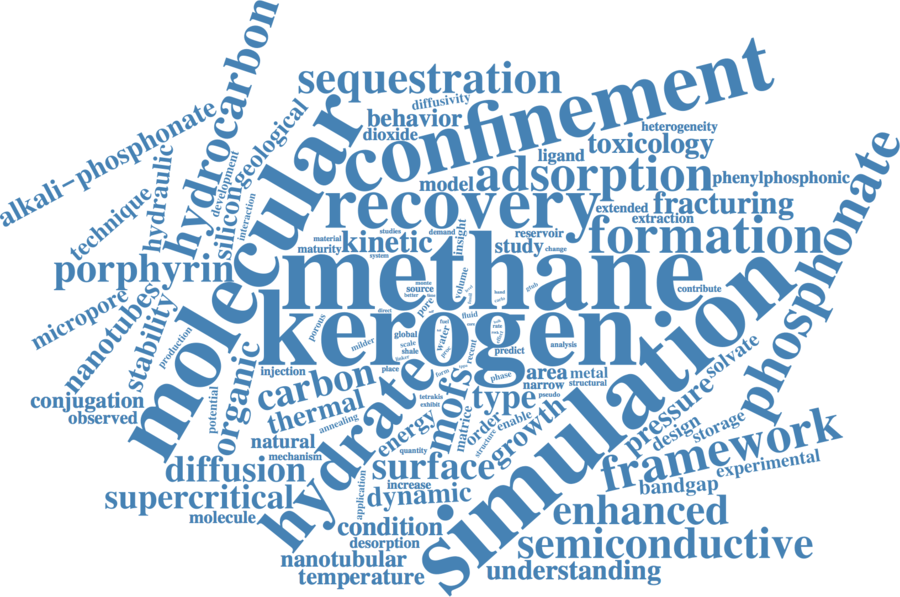 hydrocarbon
sequestration
confinement
alkali-phosphonate
geological
molecular
diffusivity
behavior
dioxide
heterogeneity
toxicology
ligand
phosphonate
hydraulic
technique
development
silicon
interaction
model
adsorption
phenylphosphonic
recovery
extended
fracturing
extraction
studies
demand
insight
reservoir
material
maturity
kinetic
system
study
change
formation
porphyrin
methane
micropore
nanotubes
stability
production
source
better
volume
pore
contribute
kerogen
porous
direct
milder
global
scale
shale
water
fuel
fluid
rate
recent
predict
analysis
simulation
conjugation
observed
potential
organic
injection
carbon
place
form
phase
area
metal
narrow
structural
pressure
solvate
thermal
annealing
tetrakis
exhibit
hydrate
mofs
type
pseudo
natural
mechanism
energy
quantity
matrice
order
structure
enable
growth
design
storage
framework
diffusion
application
surface
increase
dynamic
bandgap
experimental
supercritical
molecule
condition
desorption
enhanced
nanotubular
temperature
semiconductive
understanding